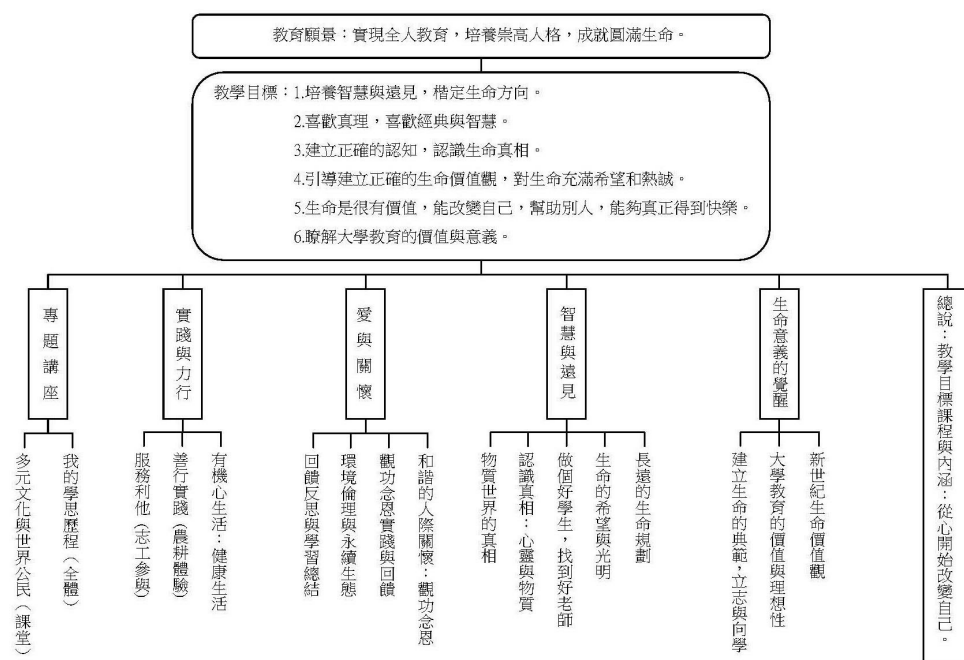 教育願景：實現全人教育，培養崇高人格，成就圓滿生命。
教學目標：1.培養智慧與遠見，楷定生命方向。
2.喜歡真理，喜歡經典與智慧。
3.建立正確的認知，認識生命真相。
4.引導建立正確的生命價值觀，對生命充滿希望和熱誠。
5.生命是很有價值，能改變自己，幫助別人，能夠真正得到快樂。
6.瞭解大學教育的價值與意義。
總說：教學目標課程與內涵：從心開始改變自己。
生命意義的覺醒
新世紀生命價值觀
大學教育的價值與理想性
建立生命的典範，立志與向學
智慧與遠見
長遠的生命規劃
生命的希望與光明
做個好學生，找到好老師
認識真相：心靈與物質
物質世界的真相
愛與關懷
和諧的人際關懷：觀功念恩
觀功念恩實踐與回饋
環境倫理與永續生態
回饋反思與學習總結
實踐與力行
有機心生活：健康生活
善行實踐（農耕體驗）
服務利他（志工參與）
專題講座
我的學思歷程（全體）
多元文化與世界公民（課堂）